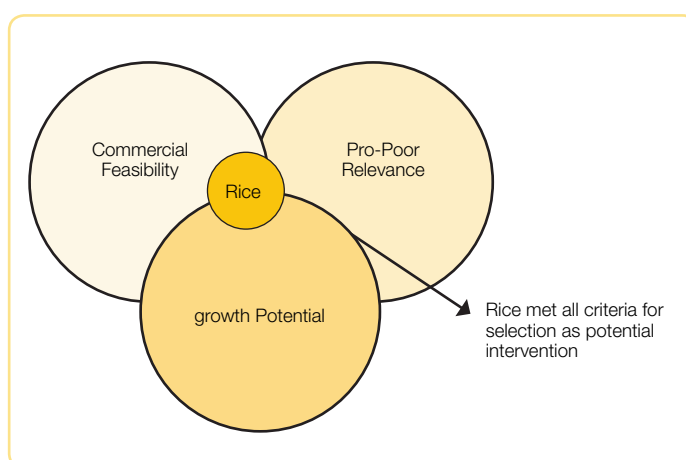 Commercial
Feasibility
Pro-Poor
Relevance
Rice
growth Potential
Rice met all criteria for
selection as potential
intervention